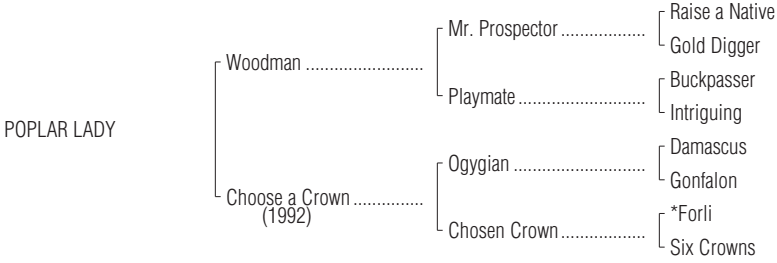 Raise a Native
Mr. Prospector ..................
Gold Digger
Woodman .........................
Buckpasser
Playmate ...........................
Intriguing
POPLAR LADY
Damascus
Ogygian ............................
Gonfalon
Choose a Crown ...............
(1992)
*Forli
Chosen Crown ..................
Six Crowns